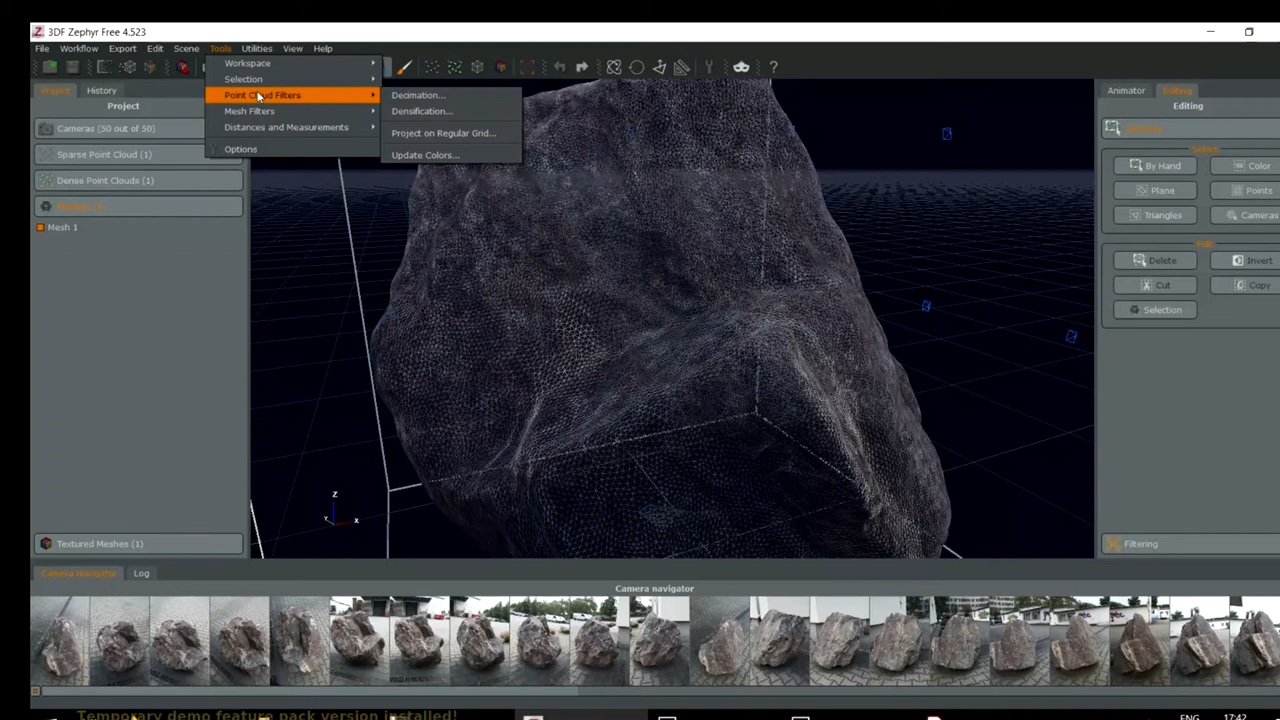 3DF Zephyr Free 4.523
File Workflow Export Edit Scene Tools Utilities View Help
Project History
Project
Cameras (50 out of 50)
Sparse Point Cloud (1)
Dense Point Clouds (1)
Mesh 1
Textured Meshes (1)
Workspace
Selection
Point Cloud Filters
Mesh Filters
Distances and Measurements
Options
Decimation...
Densification...
Project on Regular Grid...
Update Colors...
Z
Y
X
Animator Editing
Editing
Select
By Hand Color
Plane Points
Triangles Cameras
Edit
Delete Invert
Cut Copy
Selection
Filtering
Camera Navigator Log
Camera navigator
Temporary demo feature pack version installed!
ENG 17:42